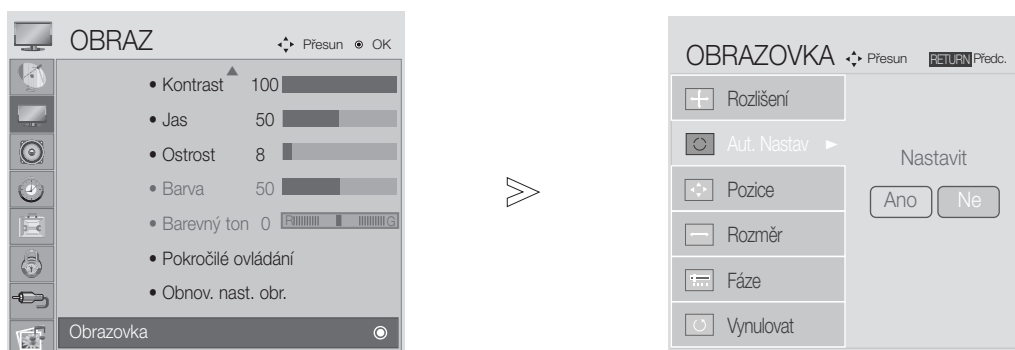 OBRAZ
Přesun OK
• Kontrast 100
• Jas 50
• Ostrost 8
• Barva 50
• Barevný ton 0 R G
• Pokročilé ovládání
• Obnov. nast. obr.
Obrazovka
OBRAZOVKA Přesun RETURN Předc.
Rozlišení
Aut. Nastav
Pozice
Rozměr
Fáze
Vynulovat
Nastavit
Ano Ne